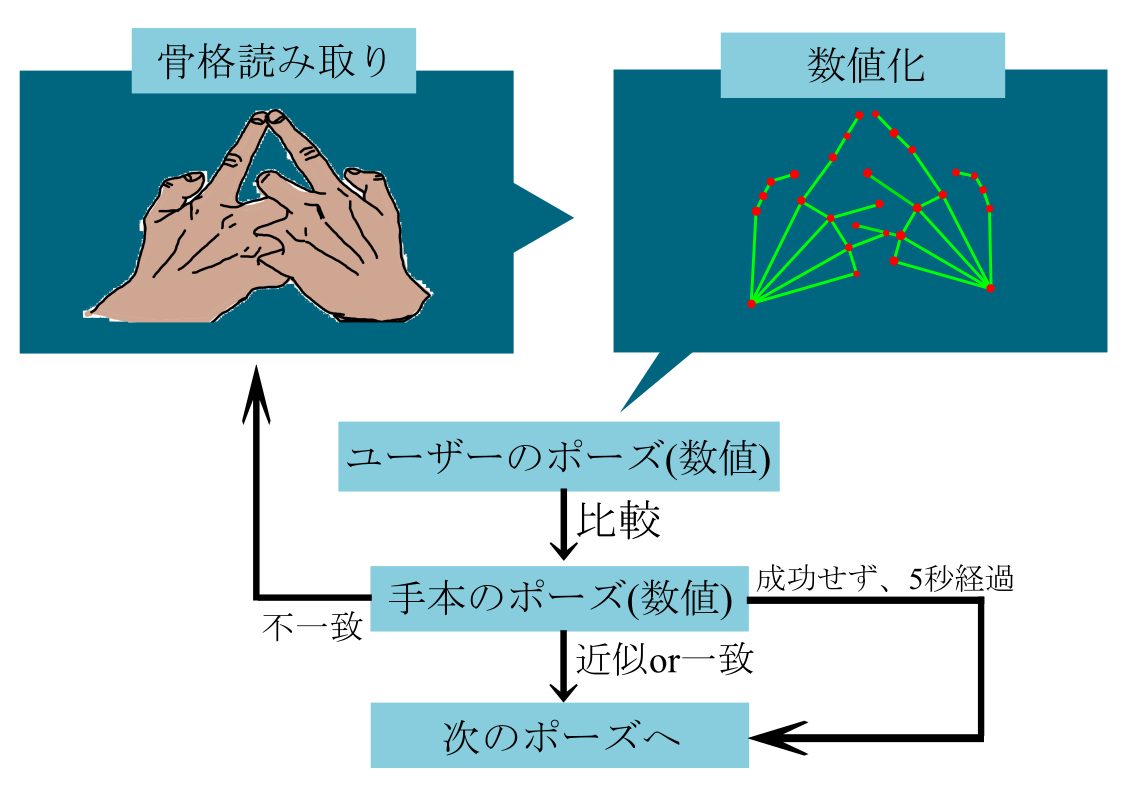 骨格読み取り
数値化
ユーザーのポーズ(数値)
比較
手本のポーズ(数値)
成功せず、5秒経過
不一致
近似or一致
次のポーズへ